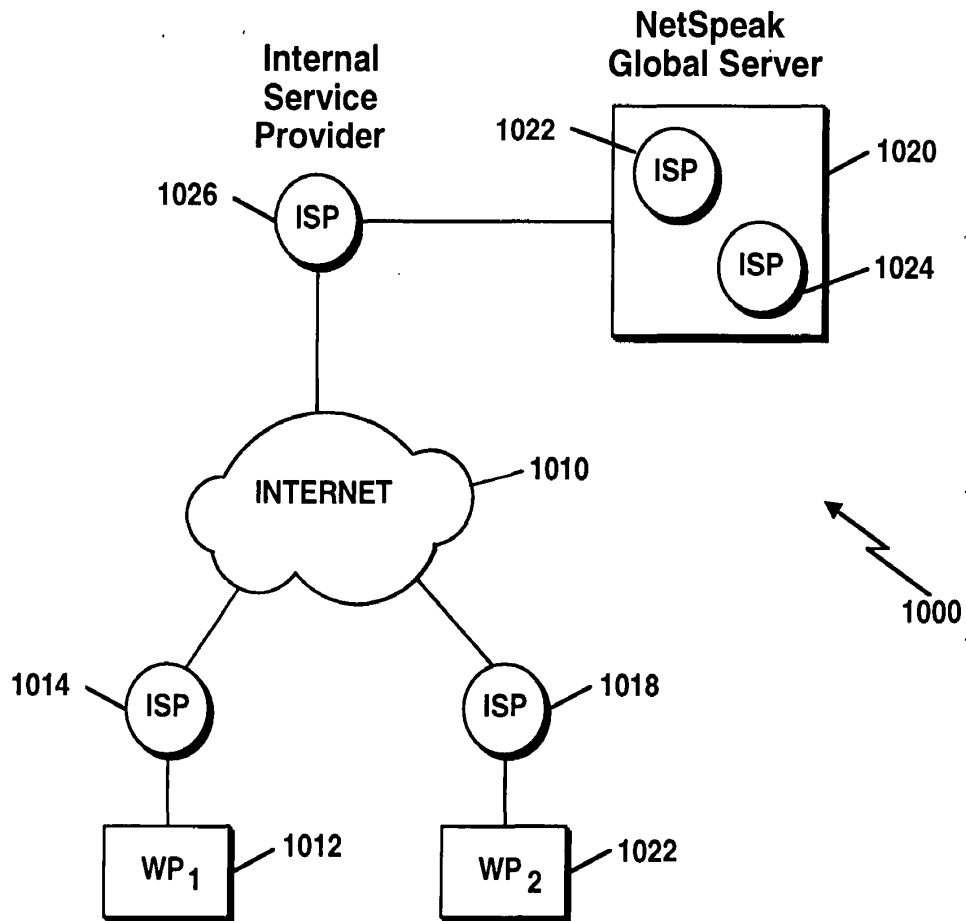 NetSpeak
Global Server
Internal
Service
Provider
1022
ISP
1020
1026
ISP
ISP
1024
INTERNET
1010
1000
1014
ISP
ISP
1018
WP1
1012
WP2
1022